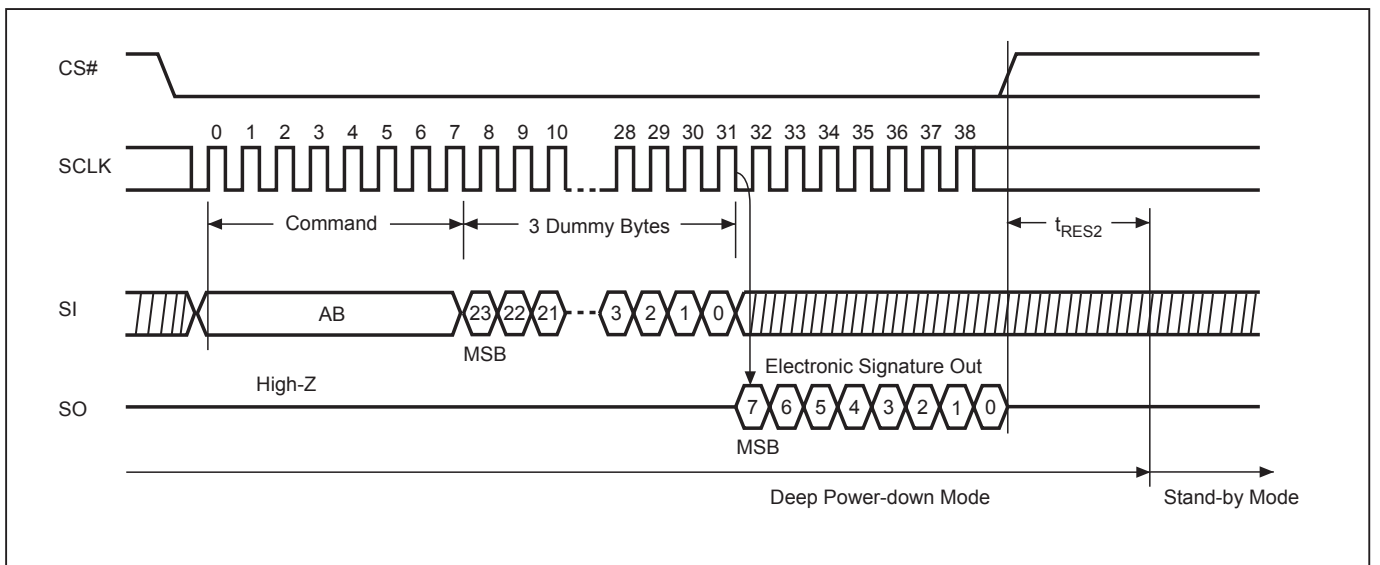 CS#
0 1 2 3 4 5 6 7 8 9 10 28 29 30 31 32 33 34 35 36 37 38
SCLK
Command 3 Dummy Bytes tRES2
SI AB 23 22 21 3 2 1 0
MSB
Electronic Signature Out
High-Z
SO 7 6 5 4 3 2 1 0
MSB
Deep Power-down Mode Stand-by Mode